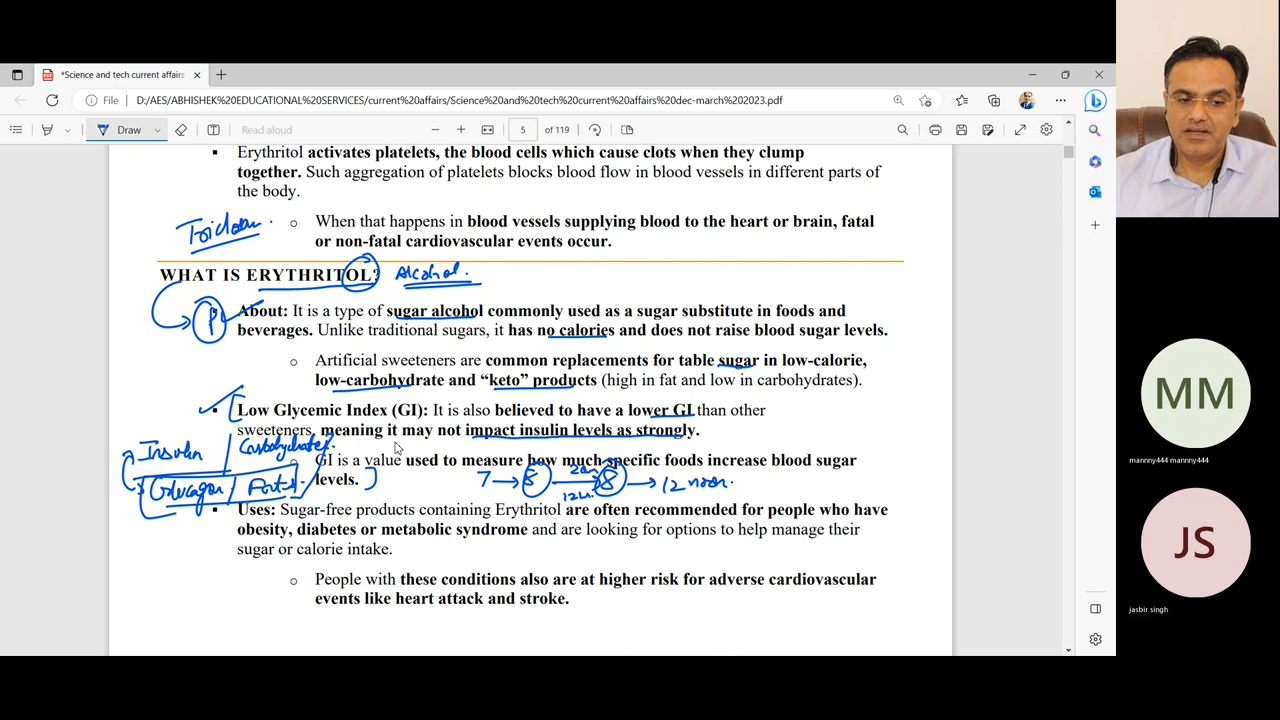 *Science and tech current affairs
File
D:/AES/ABHISHEK%20EDUCATIONAL%20SERVICES/current%20affairs/Science%20and%20tech%20current%20affairs%20dec-march%202023.pdf
Draw
Read aloud
5 of 119
Erythritol activates platelets, the blood cells which cause clots when they clump
together. Such aggregation of platelets blocks blood flow in blood vessels in different parts of
the body.
When that happens in blood vessels supplying blood to the heart or brain, fatal
or non-fatal cardiovascular events occur.
WHAT IS ERYTHRITOL? Alcohol.
P
About: It is a type of sugar alcohol commonly used as a sugar substitute in foods and
beverages. Unlike traditional sugars, it has no calories and does not raise blood sugar levels.
Artificial sweeteners are common replacements for table sugar in low-calorie,
low-carbohydrate and “keto” products (high in fat and low in carbohydrates).
Low Glycemic Index (GI): It is also believed to have a lower GI than other
sweeteners, meaning it may not impact insulin levels as strongly.
Insulin Carbohydrates
GI is a value used to measure how much specific foods increase blood sugar
levels.
Glucagon
7 → 8 → 8 → 12 noon.
Uses: Sugar-free products containing Erythritol are often recommended for people who have
obesity, diabetes or metabolic syndrome and are looking for options to help manage their
sugar or calorie intake.
People with these conditions also are at higher risk for adverse cardiovascular
events like heart attack and stroke.
MM
mannny444 mannny444
JS
jasbir singh